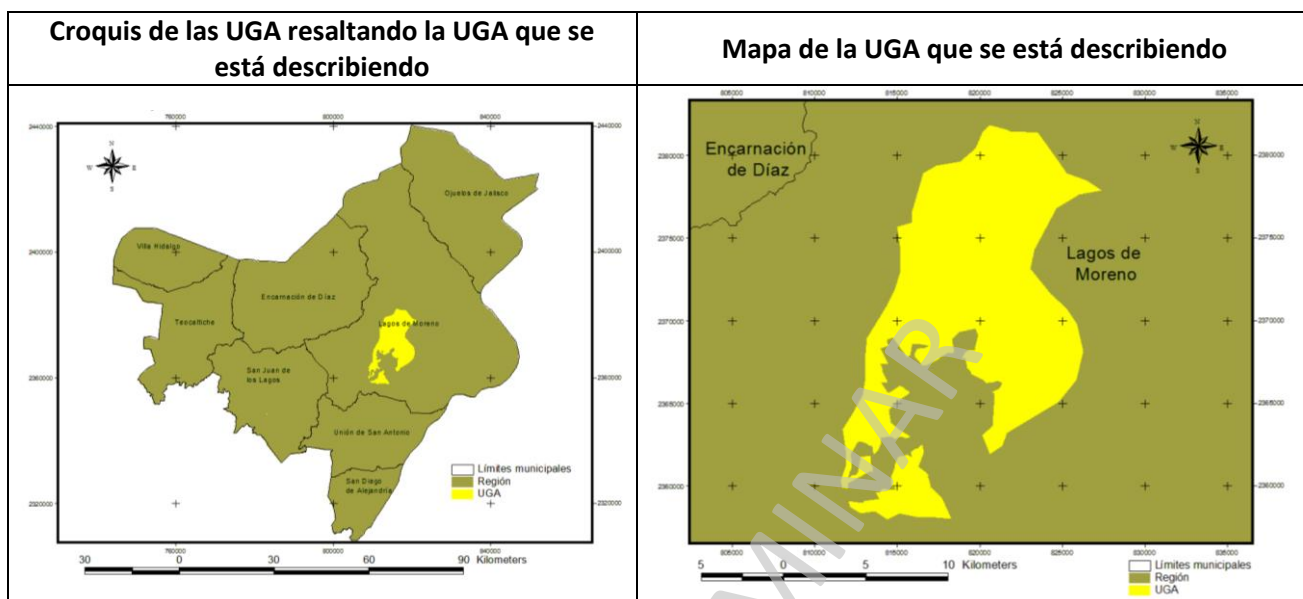 Croquis de las UGA resaltando la UGA que se
está describiendo
Mapa de la UGA que se está describiendo
760000 800000 840000
2440000 2440000
N
W E
S
Ojuelos de Jalisco
Villa Hidalgo
2400000 2400000
Encarnación de Díaz
Teocaltiche
Lagos de Moreno
San Juan de
los Lagos
2360000 2360000
Unión de San Antonio
San Diego
de Alejandría
Límites municipales
Región
UGA
2320000 2320000
760000 800000 840000
30 0 30 60 90 Kilometers
805000 810000 815000 820000 825000 830000 835000
N
W E
S
Encarnación
de Díaz
2380000 2380000
2375000 2375000
Lagos de
Moreno
2370000 2370000
2365000 2365000
2360000 2360000
MINAR
805000 810000 815000 820000 825000 830000 835000
5 0 5 10 Kilometers
Límites municipales
Región
UGA